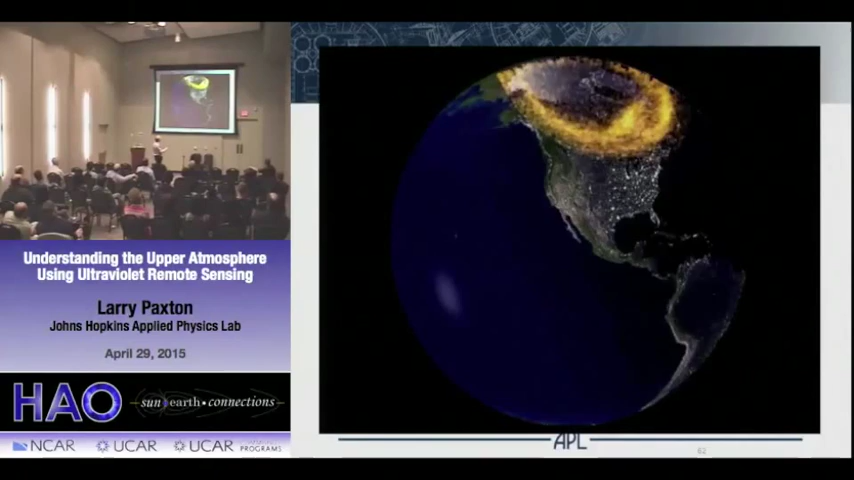 Understanding the Upper Atmosphere
Using Ultraviolet Remote Sensing
Larry Paxton
Johns Hopkins Applied Physics Lab
April 29, 2015
HAO
sun earth • connections
NCAR
UCAR
UCAR
PROGRAMS
APL
62